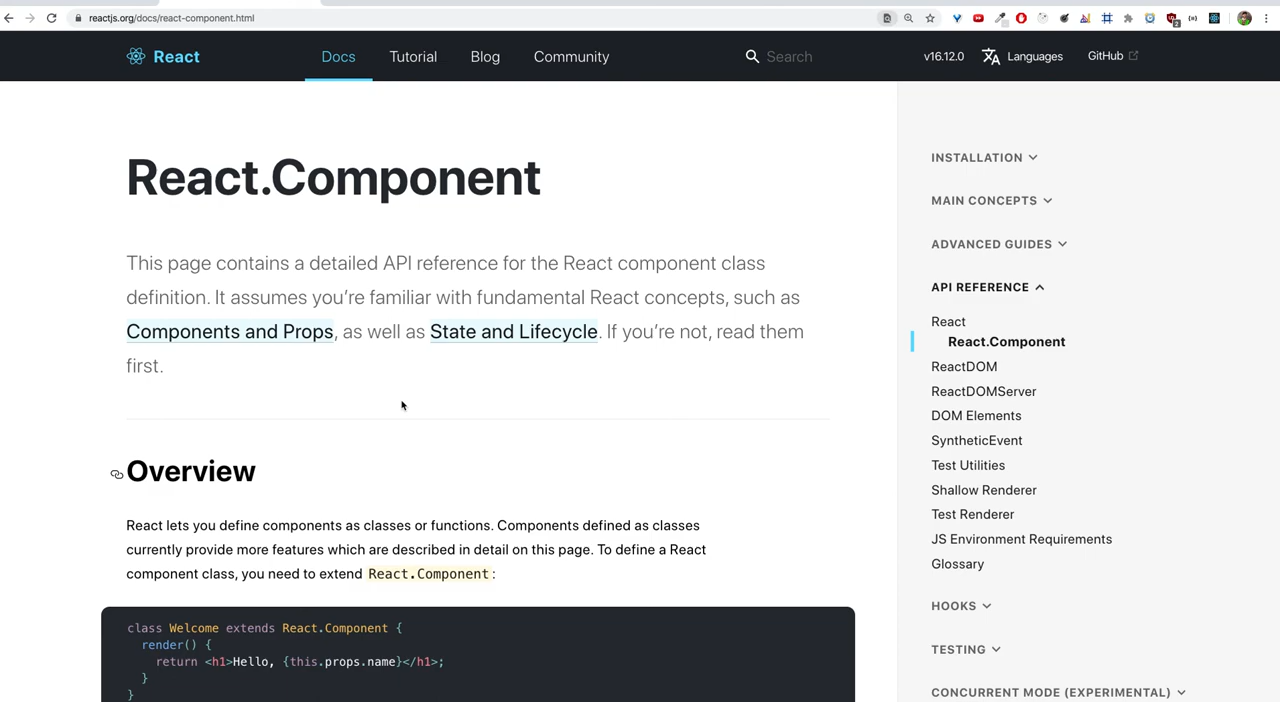 reactjs.org/docs/react-component.html
React
Docs
Tutorial
Blog
Community
Search
v16.12.0
Languages
GitHub
React.Component
This page contains a detailed API reference for the React component class
definition. It assumes you’re familiar with fundamental React concepts, such as
Components and Props, as well as State and Lifecycle. If you’re not, read them
first.
Overview
React lets you define components as classes or functions. Components defined as classes
currently provide more features which are described in detail on this page. To define a React
component class, you need to extend React.Component:
class Welcome extends React.Component {
render() {
return <h1>Hello, {this.props.name}</h1>;
}
}
INSTALLATION
MAIN CONCEPTS
ADVANCED GUIDES
API REFERENCE
React
React.Component
ReactDOM
ReactDOMServer
DOM Elements
SyntheticEvent
Test Utilities
Shallow Renderer
Test Renderer
JS Environment Requirements
Glossary
HOOKS
TESTING
CONCURRENT MODE (EXPERIMENTAL)